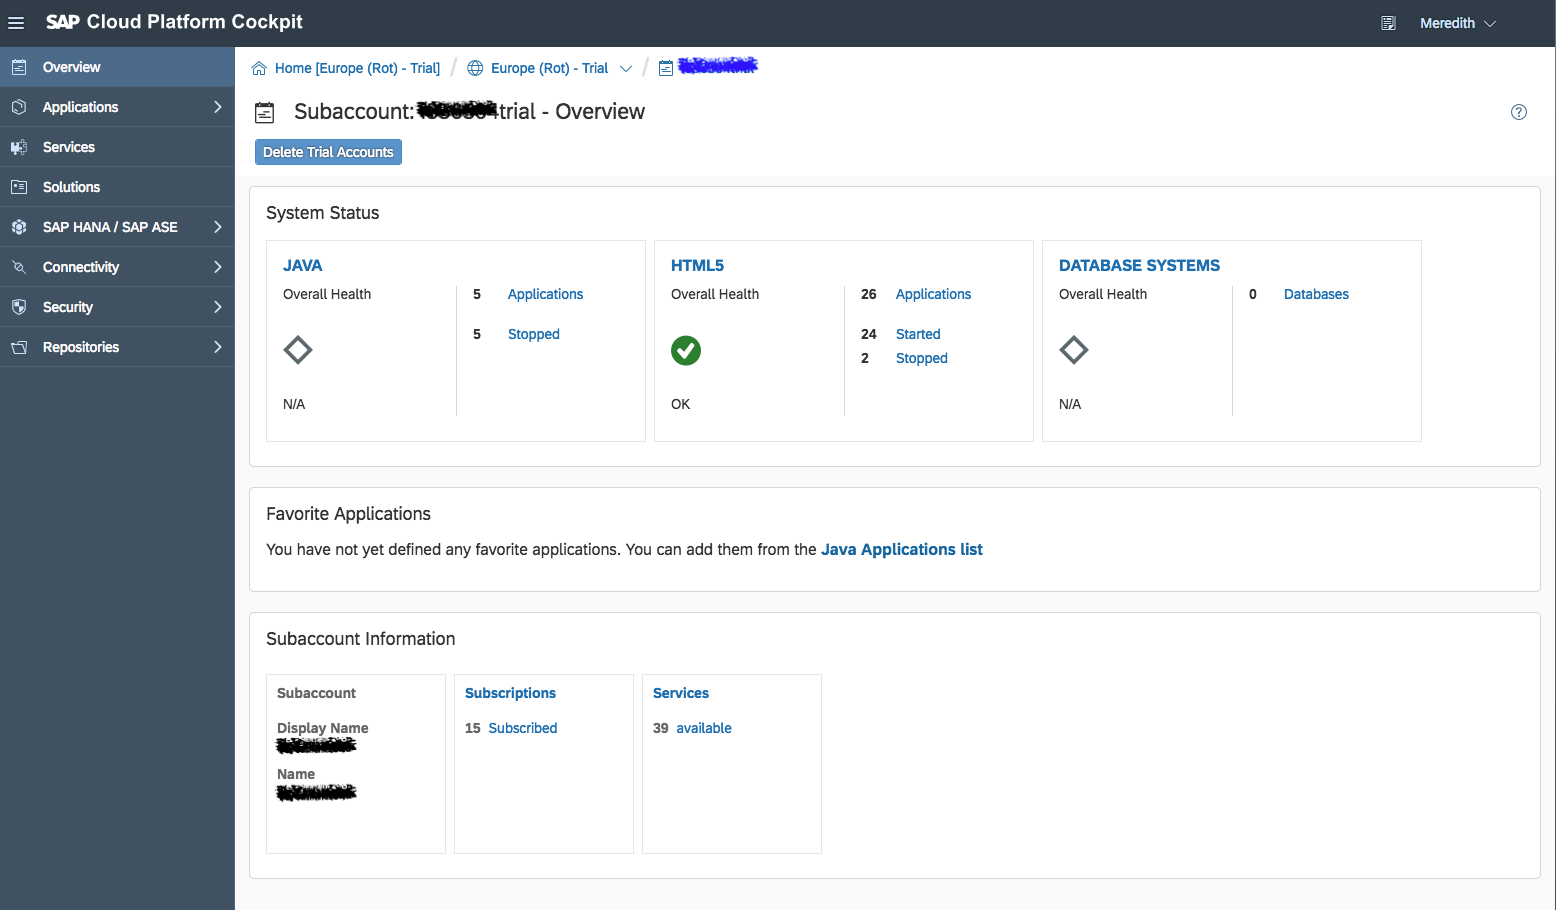 SAP Cloud Platform Cockpit
Meredith
Overview
Applications
Services
Solutions
SAP HANA / SAP ASE
Connectivity
Security
Repositories
Home [Europe (Rot) - Trial] / Europe (Rot) - Trial /
Subaccount: trial - Overview
Delete Trial Accounts
System Status
JAVA
Overall Health
N/A
5 Applications
5 Stopped
HTML5
Overall Health
OK
26 Applications
24 Started
2 Stopped
DATABASE SYSTEMS
Overall Health
N/A
0 Databases
Favorite Applications
You have not yet defined any favorite applications. You can add them from the Java Applications list
Subaccount Information
Subaccount
Display Name
Name
Subscriptions
15 Subscribed
Services
39 available